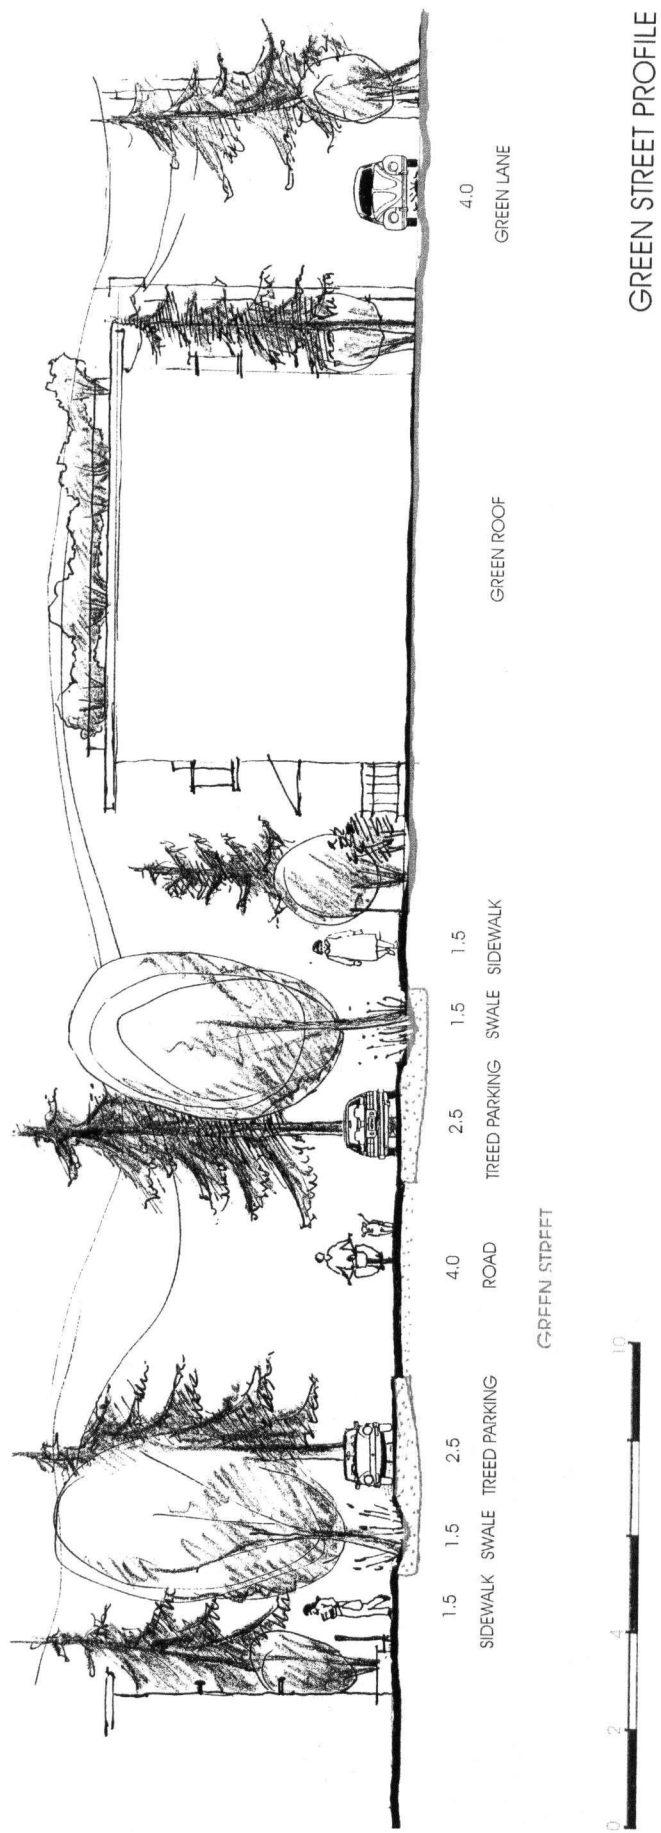 1.5 1.5 2.5 4.0 2.5 1.5 1.5 4.0
SIDEWALK SWALE TREED PARKING ROAD TREED PARKING SWALE SIDEWALK GREEN ROOF GREEN LANE
GREEN STREET
0 2 4 10
GREEN STREET PROFILE